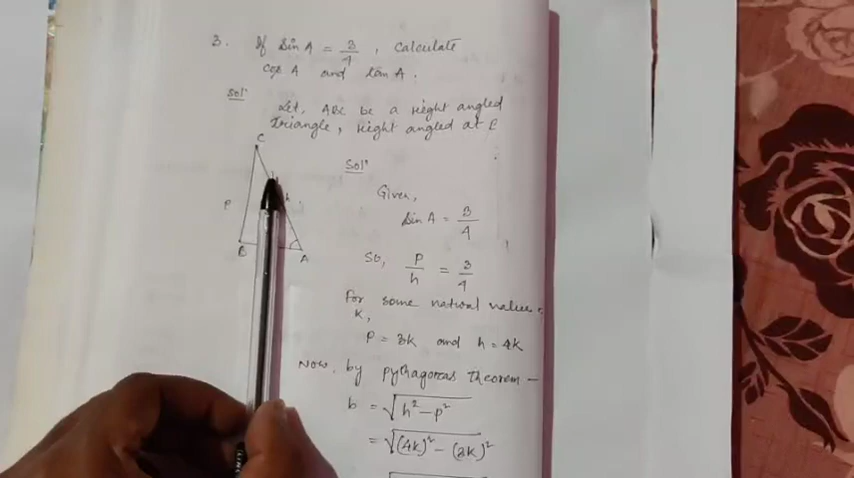 3. If Sin A = 3/4, Calculate
cos A and tan A.
Sol!
Let, ABC be a Right angled
Triangle, Right angled at B
C
P
h
B
A
Sol!
Given,
Sin A = 3/4
So, P/h = 3/4
For some natural value
K,
P = 3K and h = 4K
Now, by pythagoreas theorem -
b = √h² - p²
= √(4K)² - (3K)²